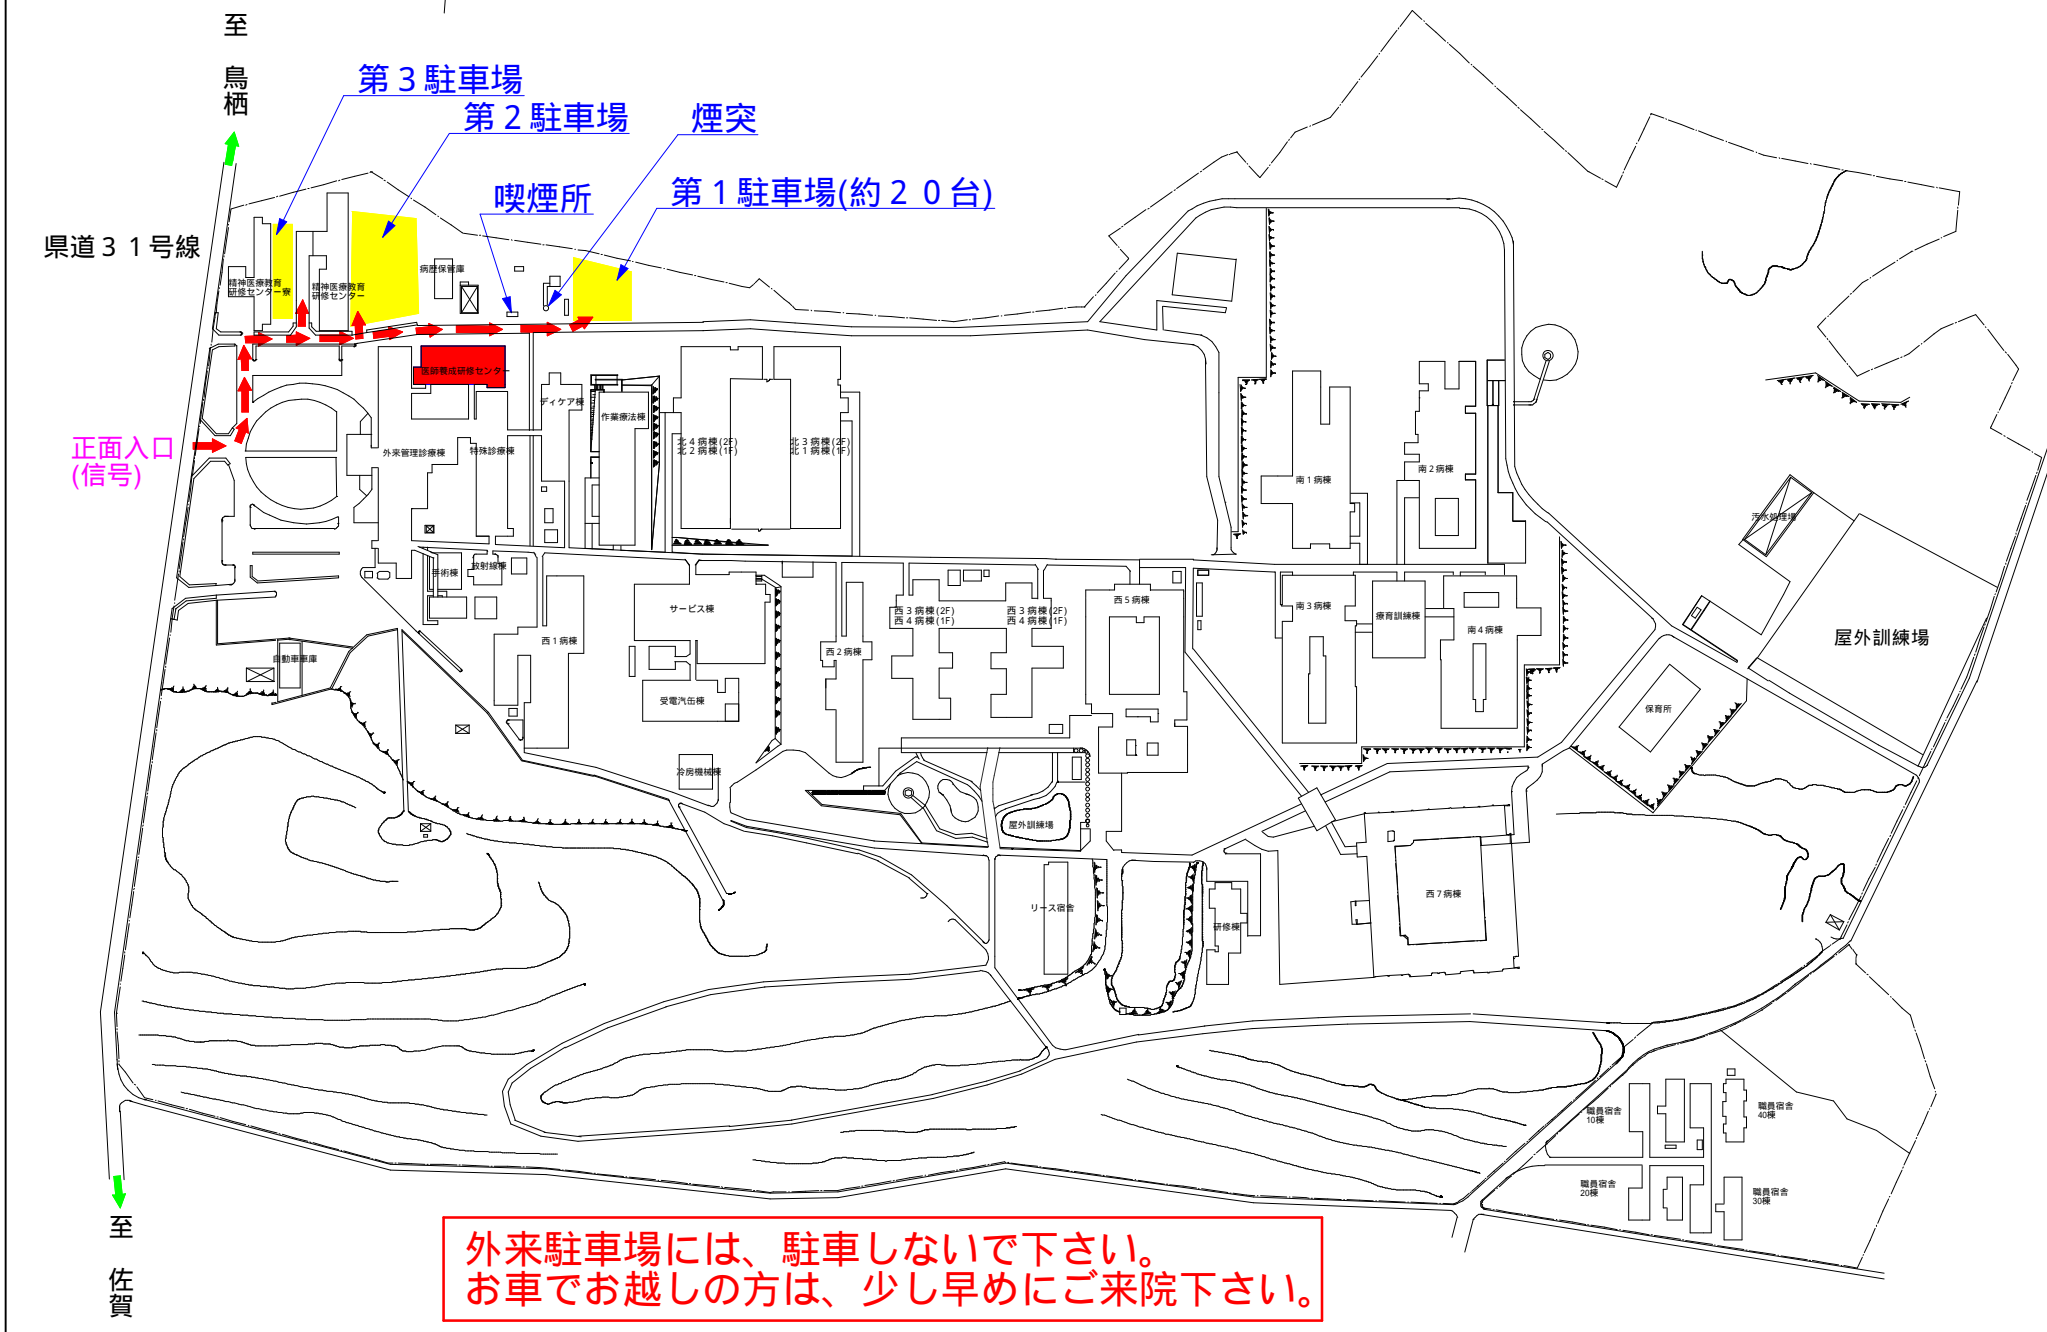 至 鳥栖
第３駐車場
第２駐車場
煙突
喫煙所
第１駐車場(約２０台)
県道３１号線
病歴保管庫
精神医療教育
研修センター寮
精神医療教育
研修センター
医師養成研修センター
デイケア棟
作業療法棟
正面入口
(信号)
外来管理診療棟
特殊診療棟
北４病棟(2F)
北２病棟(1F)
北３病棟(2F)
北１病棟(1F)
南１病棟
南２病棟
汚水処理場
手術棟
放射線棟
サービス棟
西１病棟
西２病棟
西３病棟(2F)
西４病棟(1F)
西３病棟(2F)
西４病棟(1F)
西５病棟
南３病棟
療育訓練棟
南４病棟
屋外訓練場
自動車車庫
受電汽缶棟
保育所
冷房機械棟
屋外訓練場
リース宿舎
研修棟
西７病棟
職員宿舎
10棟
職員宿舎
40棟
職員宿舎
20棟
職員宿舎
30棟
至 佐賀
外来駐車場には、駐車しないで下さい。
お車でお越しの方は、少し早めにご来院下さい。